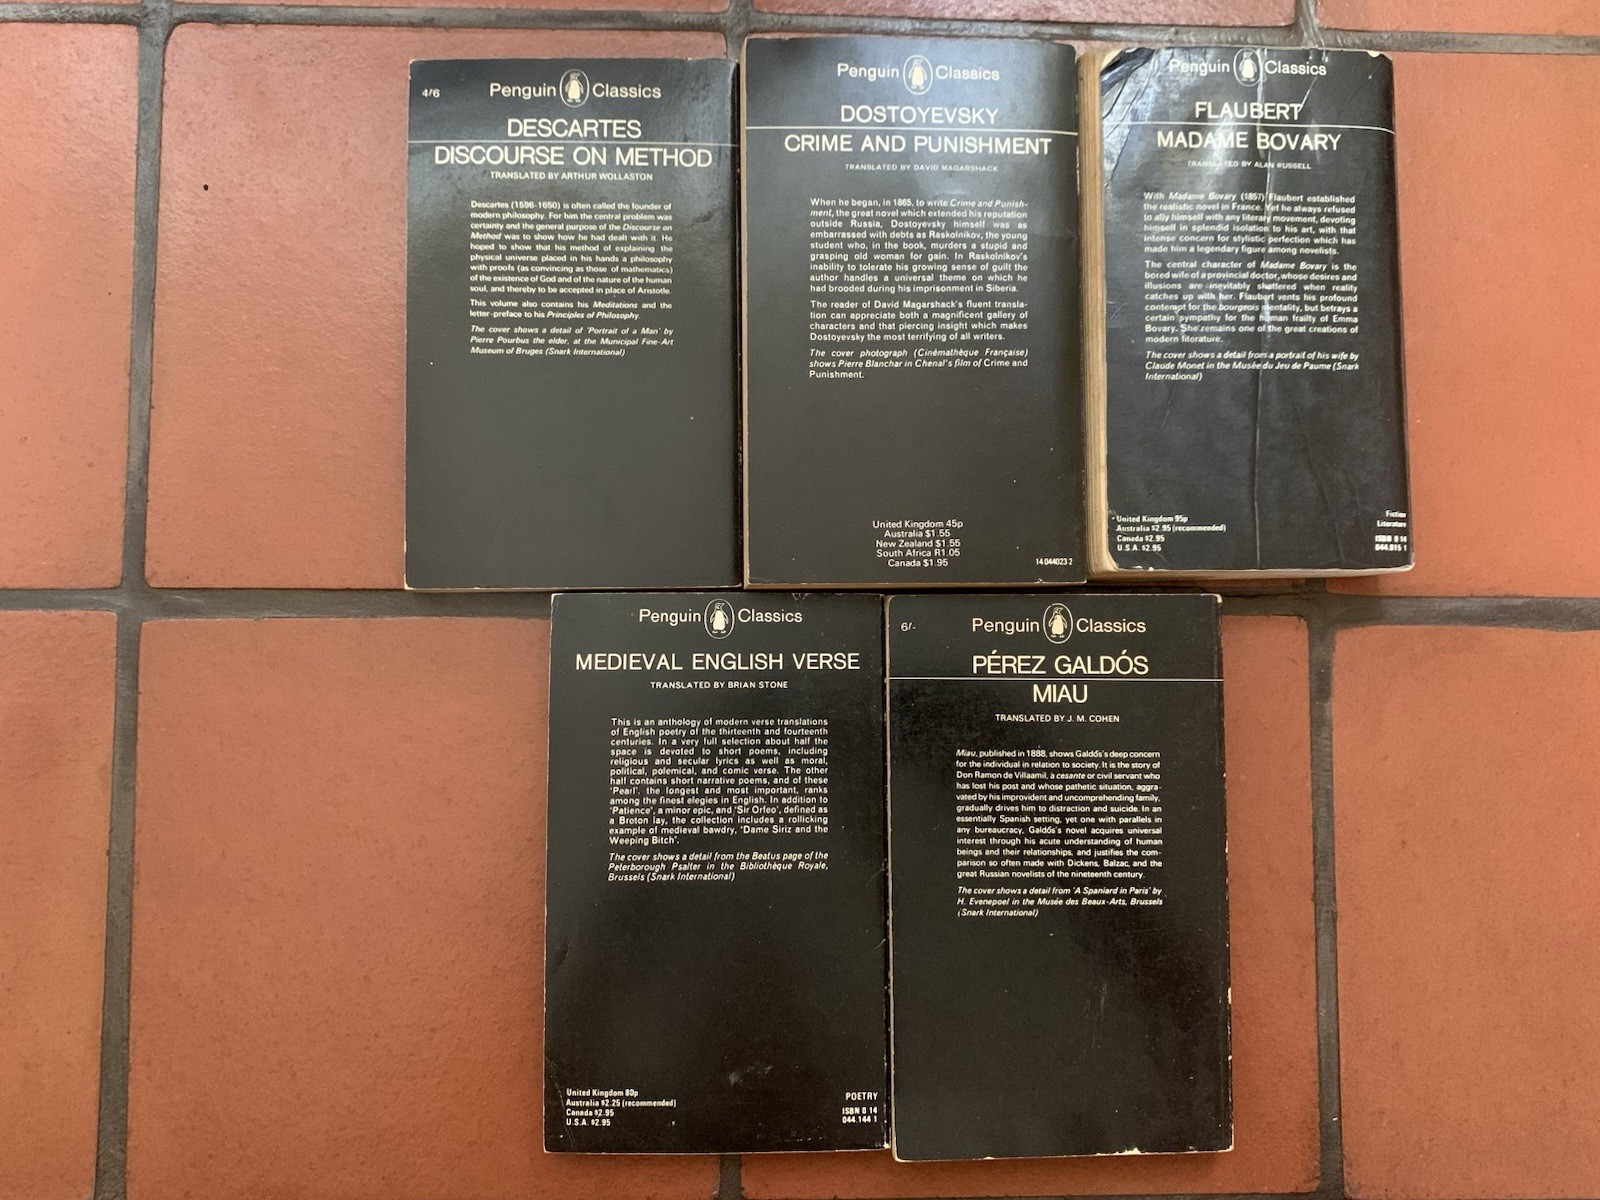 4/6
Penguin Classics
DESCARTES
DISCOURSE ON METHOD
TRANSLATED BY ARTHUR WOLLASTON
Descartes (1596-1650) is often called the founder of
modern philosophy. For him the central problem was
certainty and the general purpose of the Discourse on
Method was to show how he had dealt with it. He
hoped to show that his method of explaining the
physical universe placed in his hands a philosophy
with proofs (as convincing as those of mathematics)
of the existence of God and of the nature of the human
soul, and thereby to be accepted in place of Aristotle.
This volume also contains his Meditations and the
letter-preface to his Principles of Philosophy.
The cover shows a detail of 'Portrait of a Man' by
Pierre Pourbus the elder, at the Municipal Fine-Art
Museum of Bruges (Snark International)
Penguin Classics
DOSTOYEVSKY
CRIME AND PUNISHMENT
TRANSLATED BY DAVID MAGARSHACK
When he began, in 1865, to write Crime and Punish-
ment, the great novel which extended his reputation
outside Russia, Dostoyevsky himself was as
embarrassed with debts as Raskolnikov, the young
student who, in the book, murders a stupid and
grasping old woman for gain. In Raskolnikov's
inability to tolerate his growing sense of guilt the
author handles a universal theme on which he
had brooded during his imprisonment in Siberia.
The reader of David Magarshack's fluent transla-
tion can appreciate both a magnificent gallery of
characters and that piercing insight which makes
Dostoyevsky the most terrifying of all writers.
The cover photograph (Cinémathèque Française)
shows Pierre Blanchar in Chenal's film of Crime and
Punishment.
United Kingdom 45p
Australia $1.55
New Zealand $1.55
South Africa R1.05
Canada $1.95
14 044023 2
Penguin Classics
FLAUBERT
MADAME BOVARY
TRANSLATED BY ALAN RUSSELL
With Madame Bovary (1857) Flaubert established
the realistic novel in France. Yet he always refused
to ally himself with any literary movement, devoting
himself in splendid isolation to his art, with that
intense concern for stylistic perfection which has
made him a legendary figure among novelists.
The central character of Madame Bovary is the
bored wife of a provincial doctor, whose desires and
illusions are inevitably shattered when reality
catches up with her. Flaubert vents his profound
contempt for the bourgeois mentality, but betrays a
certain sympathy for the human frailty of Emma
Bovary. She remains one of the great creations of
modern literature.
The cover shows a detail from a portrait of his wife by
Claude Monet in the Musée du Jeu de Paume (Snark
International)
United Kingdom 95p
Australia $2.95 (recommended)
Canada $2.95
U.S.A. $2.95
Fiction
Literature
ISBN 0 14
044.015 1
Penguin Classics
MEDIEVAL ENGLISH VERSE
TRANSLATED BY BRIAN STONE
This is an anthology of modern verse translations
of English poetry of the thirteenth and fourteenth
centuries. In a very full selection about half the
space is devoted to short poems, including
religious and secular lyrics as well as moral,
political, polemical, and comic verse. The other
half contains short narrative poems, and of these
'Pearl', the longest and most important, ranks
among the finest elegies in English. In addition to
'Patience', a minor epic, and 'Sir Orfeo', defined as
a Breton lay, the collection includes a rollicking
example of medieval bawdry, 'Dame Siriz and the
Weeping Bitch'.
The cover shows a detail from the Beatus page of the
Peterborough Psalter in the Bibliothèque Royale,
Brussels (Snark International)
United Kingdom 80p
Australia $2.25 (recommended)
Canada $2.95
U.S.A. $2.95
POETRY
ISBN 0 14
044.144 1
6/-
Penguin Classics
PÉREZ GALDÓS
MIAU
TRANSLATED BY J. M. COHEN
Miau, published in 1888, shows Galdós's deep concern
for the individual in relation to society. It is the story of
Don Ramon de Villaamil, a cesante or civil servant who
has lost his post and whose pathetic situation, aggra-
vated by his improvident and uncomprehending family,
gradually drives him to distraction and suicide. In an
essentially Spanish setting, yet one with parallels in
any bureaucracy, Galdós's novel acquires universal
interest through his acute understanding of human
beings and their relationships, and justifies the com-
parison so often made with Dickens, Balzac, and the
great Russian novelists of the nineteenth century.
The cover shows a detail from 'A Spaniard in Paris' by
H. Evenepoel in the Musée des Beaux-Arts, Brussels
(Snark International)